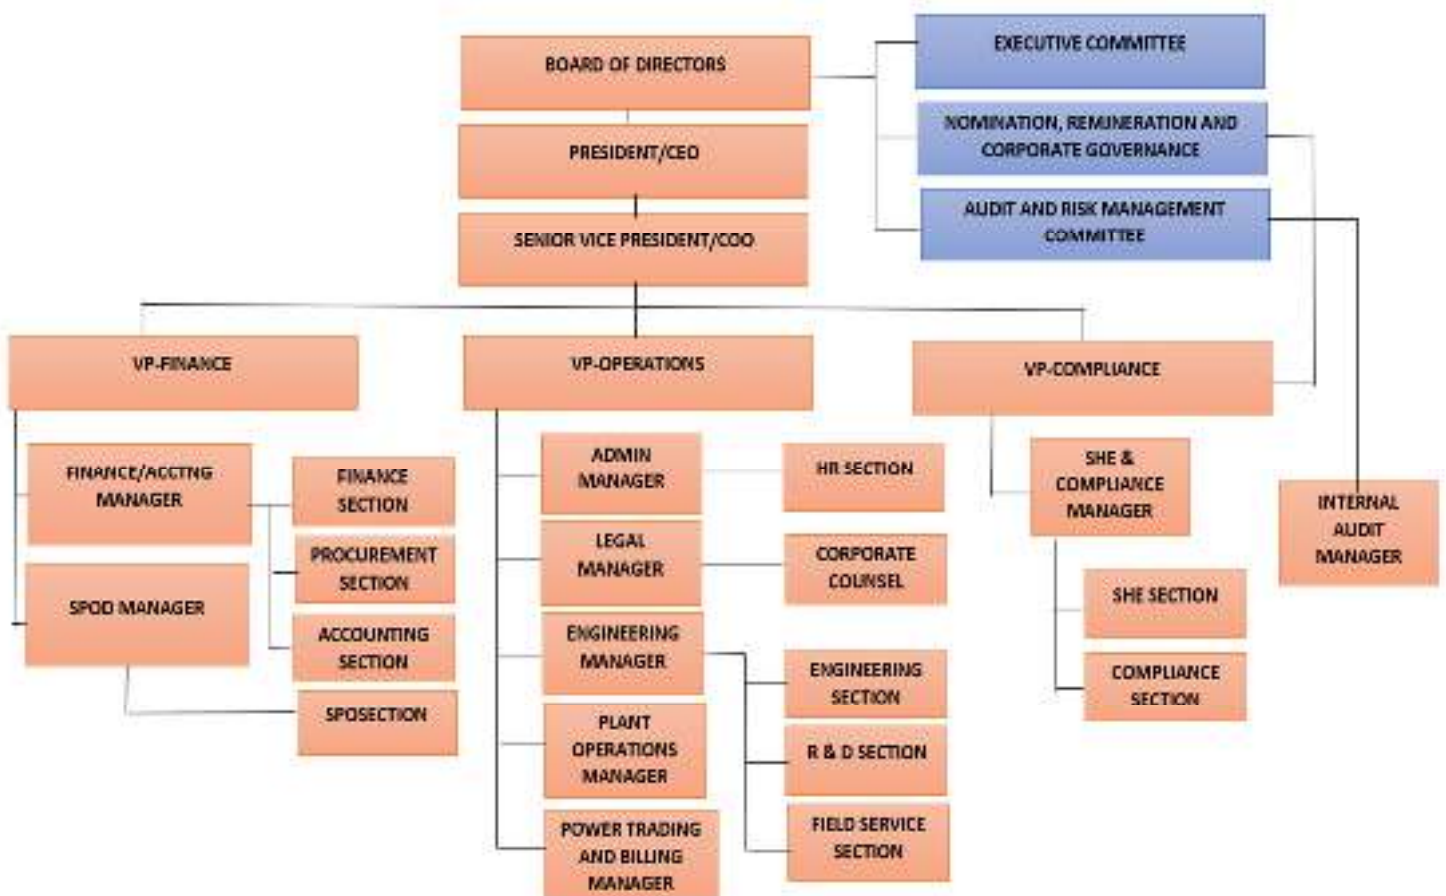 BOARD OF DIRECTORS
EXECUTIVE COMMITTEE
NOMINATION, REMUNERATION AND
CORPORATE GOVERNANCE
PRESIDENT/CEO
AUDIT AND RISK MANAGEMENT
COMMITTEE
SENIOR VICE PRESIDENT/COO
VP-FINANCE
VP-OPERATIONS
VP-COMPLIANCE
FINANCE/ACCTNG
MANAGER
FINANCE
SECTION
PROCUREMENT
SECTION
SPOD MANAGER
ACCOUNTING
SECTION
SPOSECTION
ADMIN
MANAGER
HR SECTION
LEGAL
MANAGER
CORPORATE
COUNSEL
ENGINEERING
MANAGER
ENGINEERING
SECTION
PLANT
OPERATIONS
MANAGER
R & D SECTION
POWER TRADING
AND BILLING
MANAGER
FIELD SERVICE
SECTION
SHE &
COMPLIANCE
MANAGER
SHE SECTION
COMPLIANCE
SECTION
INTERNAL
AUDIT
MANAGER